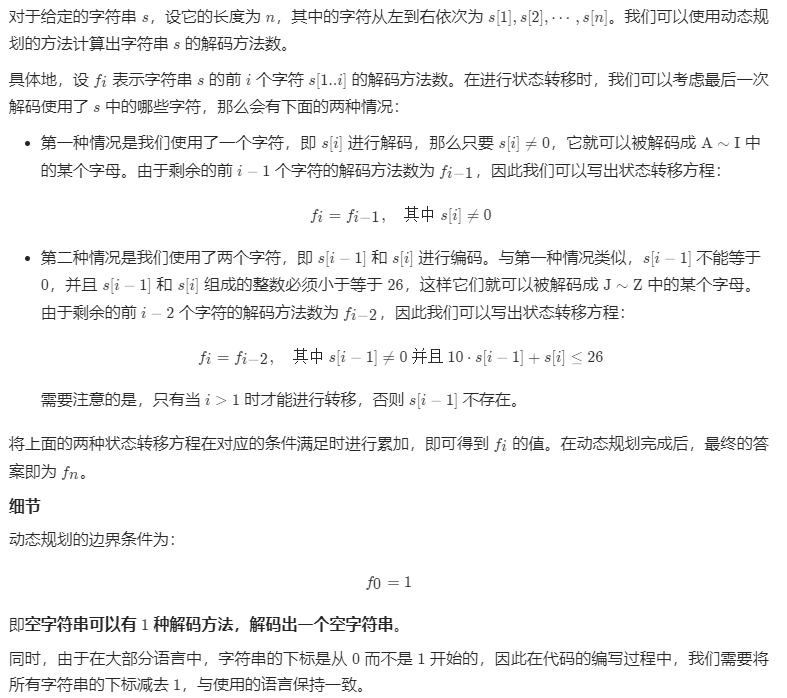 对于给定的字符串 s，设它的长度为 n，其中的字符从左到右依次为 s[1], s[2], ⋯ , s[n]。我们可以使用动态规
划的方法计算出字符串 s 的解码方法数。
具体地，设 fᵢ 表示字符串 s 的前 i 个字符 s[1..i] 的解码方法数。在进行状态转移时，我们可以考虑最后一次
解码使用了 s 中的哪些字符，那么会有下面的两种情况：
• 第一种情况是我们使用了一个字符，即 s[i] 进行解码，那么只要 s[i] ≠ 0，它就可以被解码成 A ∼ I 中
的某个字母。由于剩余的前 i − 1 个字符的解码方法数为 fᵢ₋₁，因此我们可以写出状态转移方程：
fᵢ = fᵢ₋₁, 其中 s[i] ≠ 0
• 第二种情况是我们使用了两个字符，即 s[i − 1] 和 s[i] 进行编码。与第一种情况类似，s[i − 1] 不能等于
0，并且 s[i − 1] 和 s[i] 组成的整数必须小于等于 26，这样它们就可以被解码成 J ∼ Z 中的某个字母。
由于剩余的前 i − 2 个字符的解码方法数为 fᵢ₋₂，因此我们可以写出状态转移方程：
fᵢ = fᵢ₋₂, 其中 s[i − 1] ≠ 0 并且 10 · s[i − 1] + s[i] ≤ 26
需要注意的是，只有当 i > 1 时才能进行转移，否则 s[i − 1] 不存在。
将上面的两种状态转移方程在对应的条件满足时进行累加，即可得到 fᵢ 的值。在动态规划完成后，最终的答
案即为 fₙ。
细节
动态规划的边界条件为：
f₀ = 1
即空字符串可以有 1 种解码方法，解码出一个空字符串。
同时，由于在大部分语言中，字符串的下标是从 0 而不是 1 开始的，因此在代码的编写过程中，我们需要将
所有字符串的下标减去 1，与使用的语言保持一致。